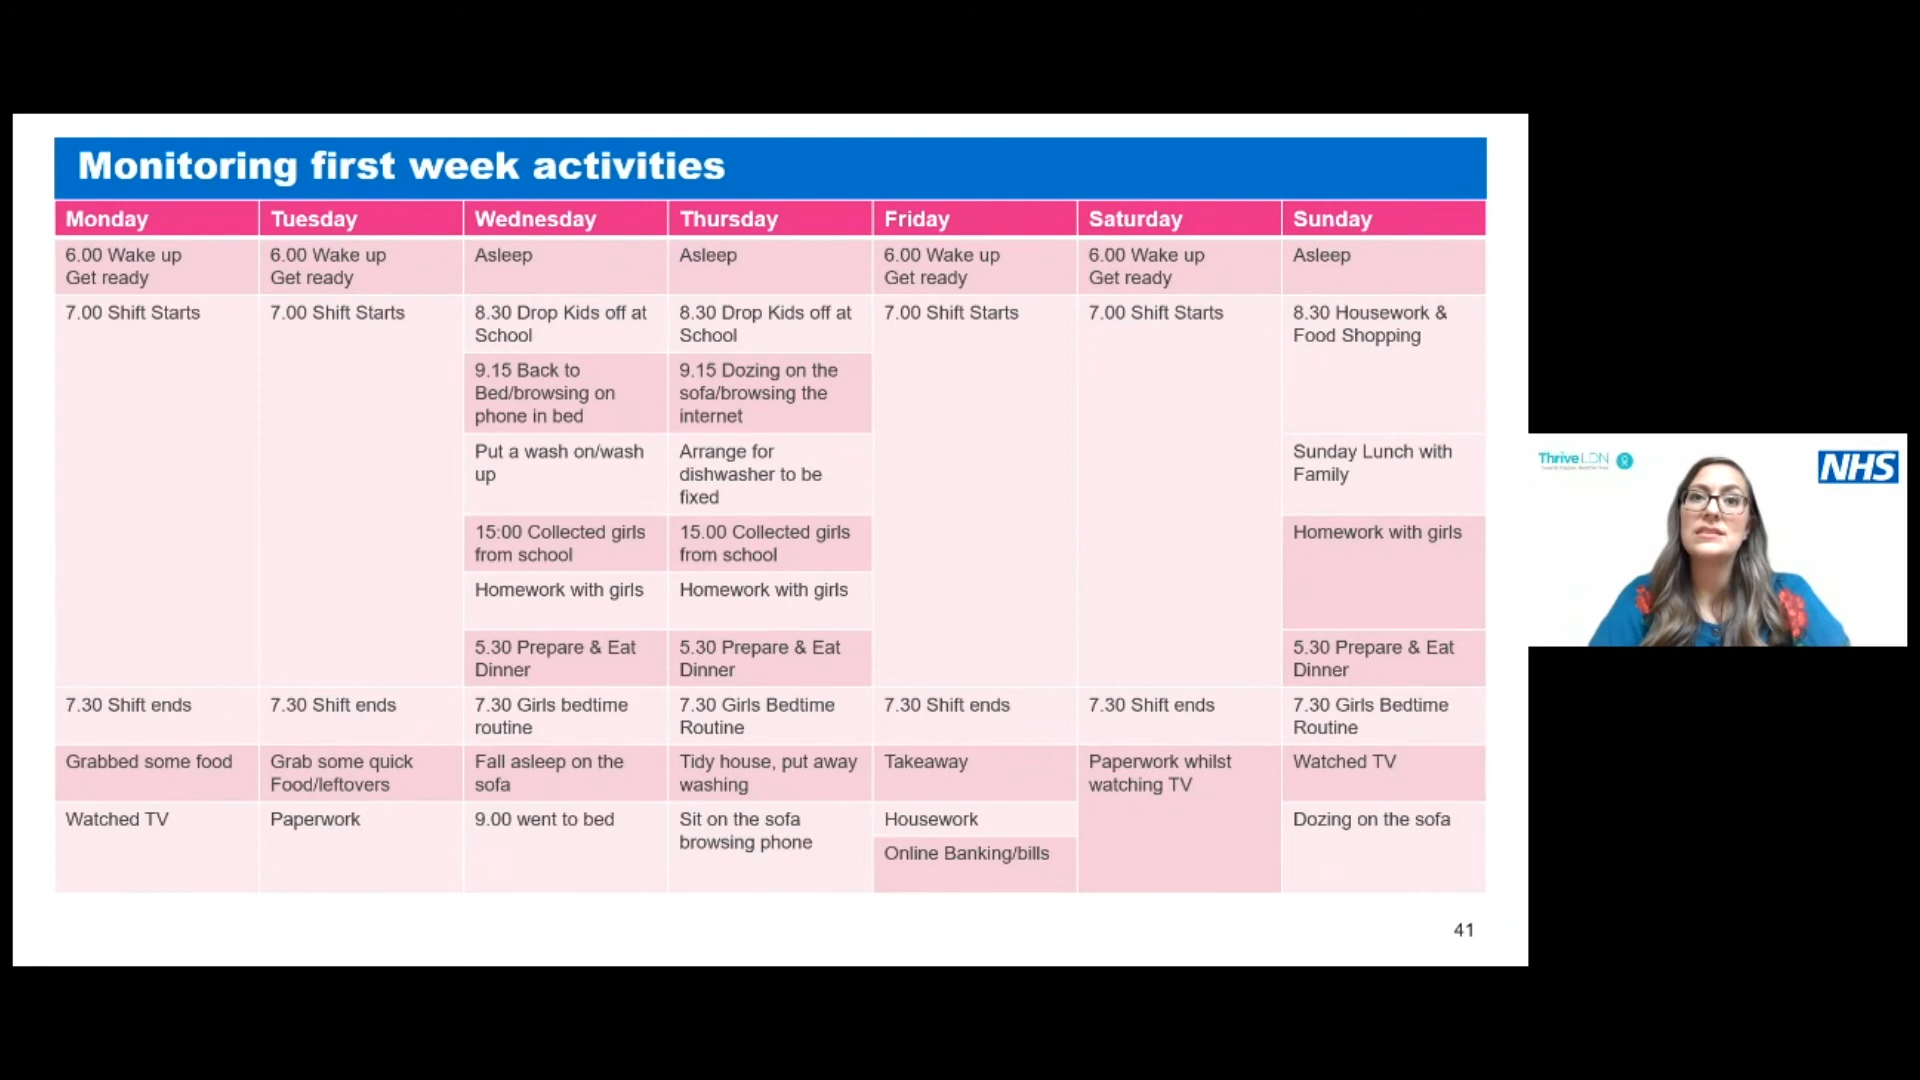 Monitoring first week activities
Monday
Tuesday
Wednesday
Thursday
Friday
Saturday
Sunday
6.00 Wake up
Get ready
6.00 Wake up
Get ready
Asleep
Asleep
6.00 Wake up
Get ready
6.00 Wake up
Get ready
Asleep
7.00 Shift Starts
7.00 Shift Starts
8.30 Drop Kids off at
School
8.30 Drop Kids off at
School
7.00 Shift Starts
7.00 Shift Starts
8.30 Housework &
Food Shopping
9.15 Back to
Bed/browsing on
phone in bed
9.15 Dozing on the
sofa/browsing the
internet
Put a wash on/wash
up
Arrange for
dishwasher to be
fixed
Sunday Lunch with
Family
15:00 Collected girls
from school
15.00 Collected girls
from school
Homework with girls
Homework with girls
Homework with girls
5.30 Prepare & Eat
Dinner
5.30 Prepare & Eat
Dinner
5.30 Prepare & Eat
Dinner
7.30 Shift ends
7.30 Shift ends
7.30 Girls bedtime
routine
7.30 Girls Bedtime
Routine
7.30 Shift ends
7.30 Shift ends
7.30 Girls Bedtime
Routine
Grabbed some food
Grab some quick
Food/leftovers
Fall asleep on the
sofa
Tidy house, put away
washing
Takeaway
Paperwork whilst
watching TV
Watched TV
Watched TV
Paperwork
9.00 went to bed
Sit on the sofa
browsing phone
Housework
Dozing on the sofa
Online Banking/bills
41
Thrive LDN
NHS